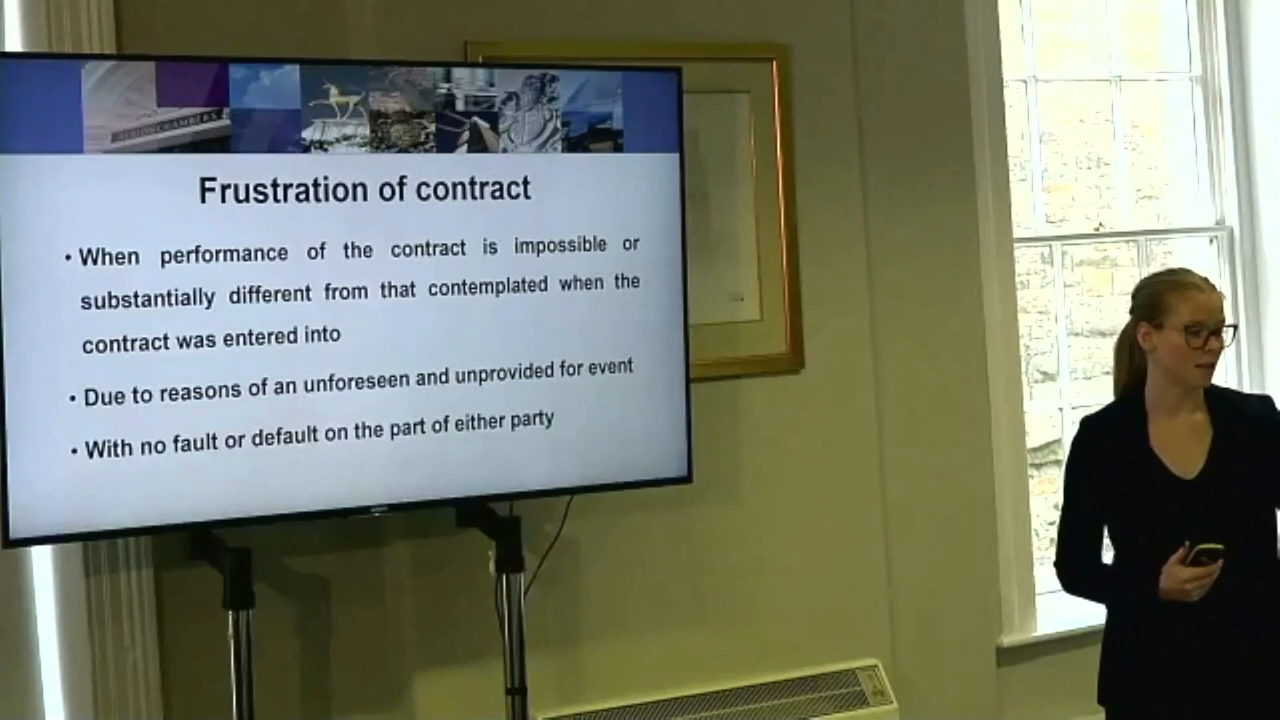 ALBION CHAMBERS
Frustration of contract
• When performance of the contract is impossible or
substantially different from that contemplated when the
contract was entered into
• Due to reasons of an unforeseen and unprovided for event
• With no fault or default on the part of either party